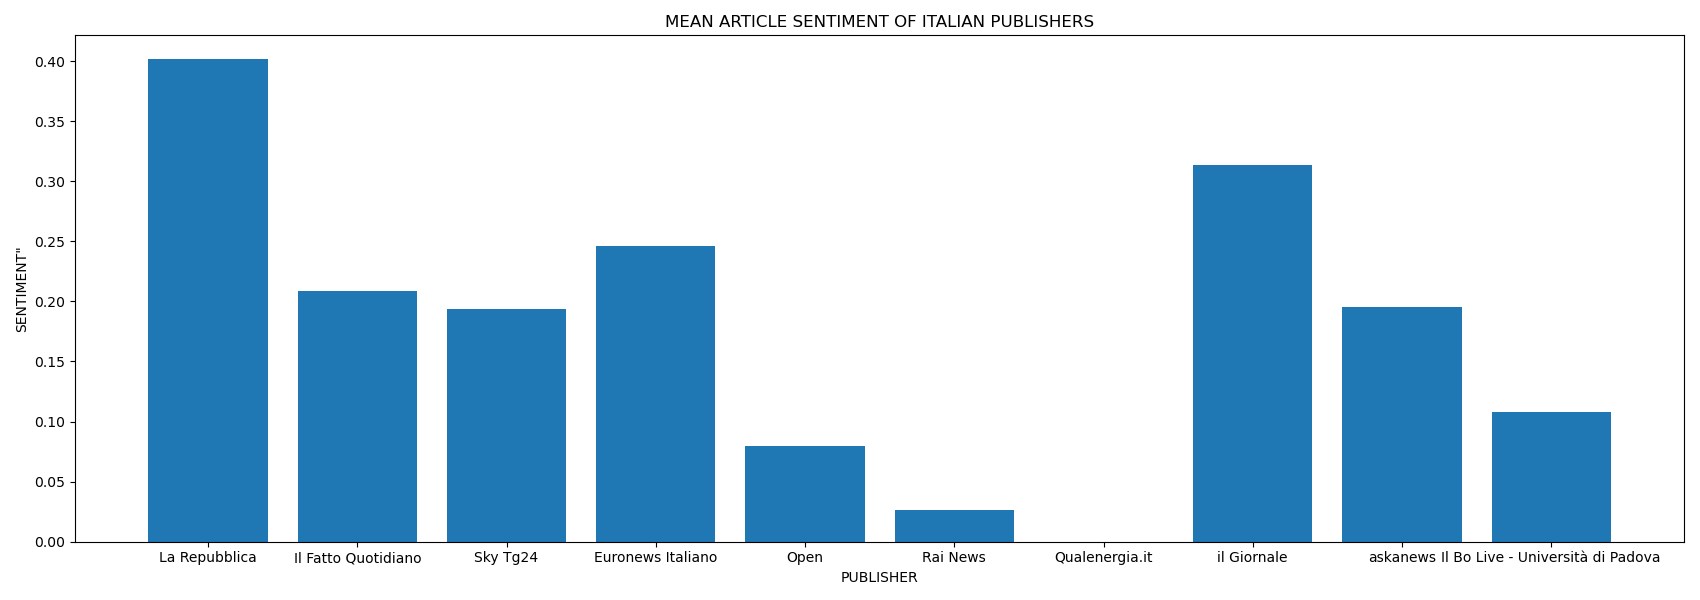 MEAN ARTICLE SENTIMENT OF ITALIAN PUBLISHERS
SENTIMENT"
0.40
0.35
0.30
0.25
0.20
0.15
0.10
0.05
0.00
La Repubblica Il Fatto Quotidiano Sky Tg24 Euronews Italiano Open Rai News Qualenergia.it il Giornale askanews Il Bo Live - Università di Padova
PUBLISHER